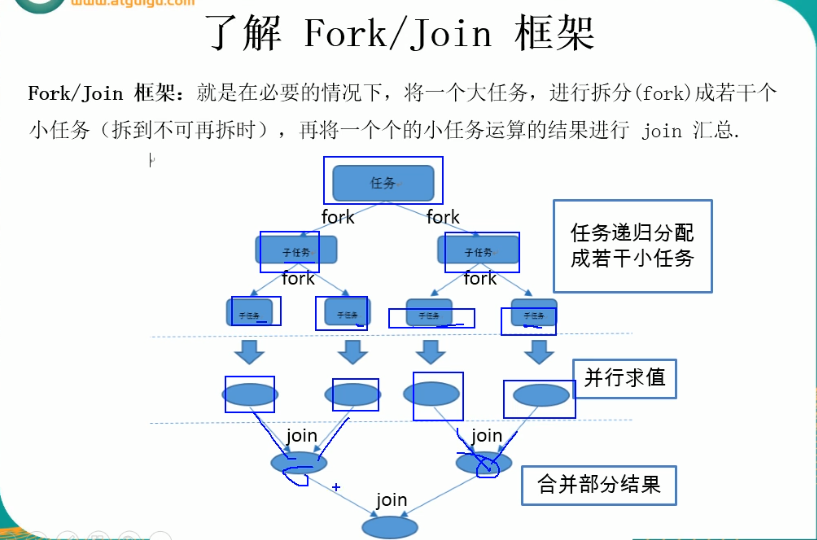 www.atguigu.com
了解 Fork/Join 框架
Fork/Join 框架：就是在必要的情况下，将一个大任务，进行拆分(fork)成若干个
小任务（拆到不可再拆时），再将一个个的小任务运算的结果进行 join 汇总.
任务
fork fork
子任务 子任务
fork fork
任务递归分配
成若干小任务
子任务 子任务 子任务 子任务
并行求值
join join
合并部分结果
join